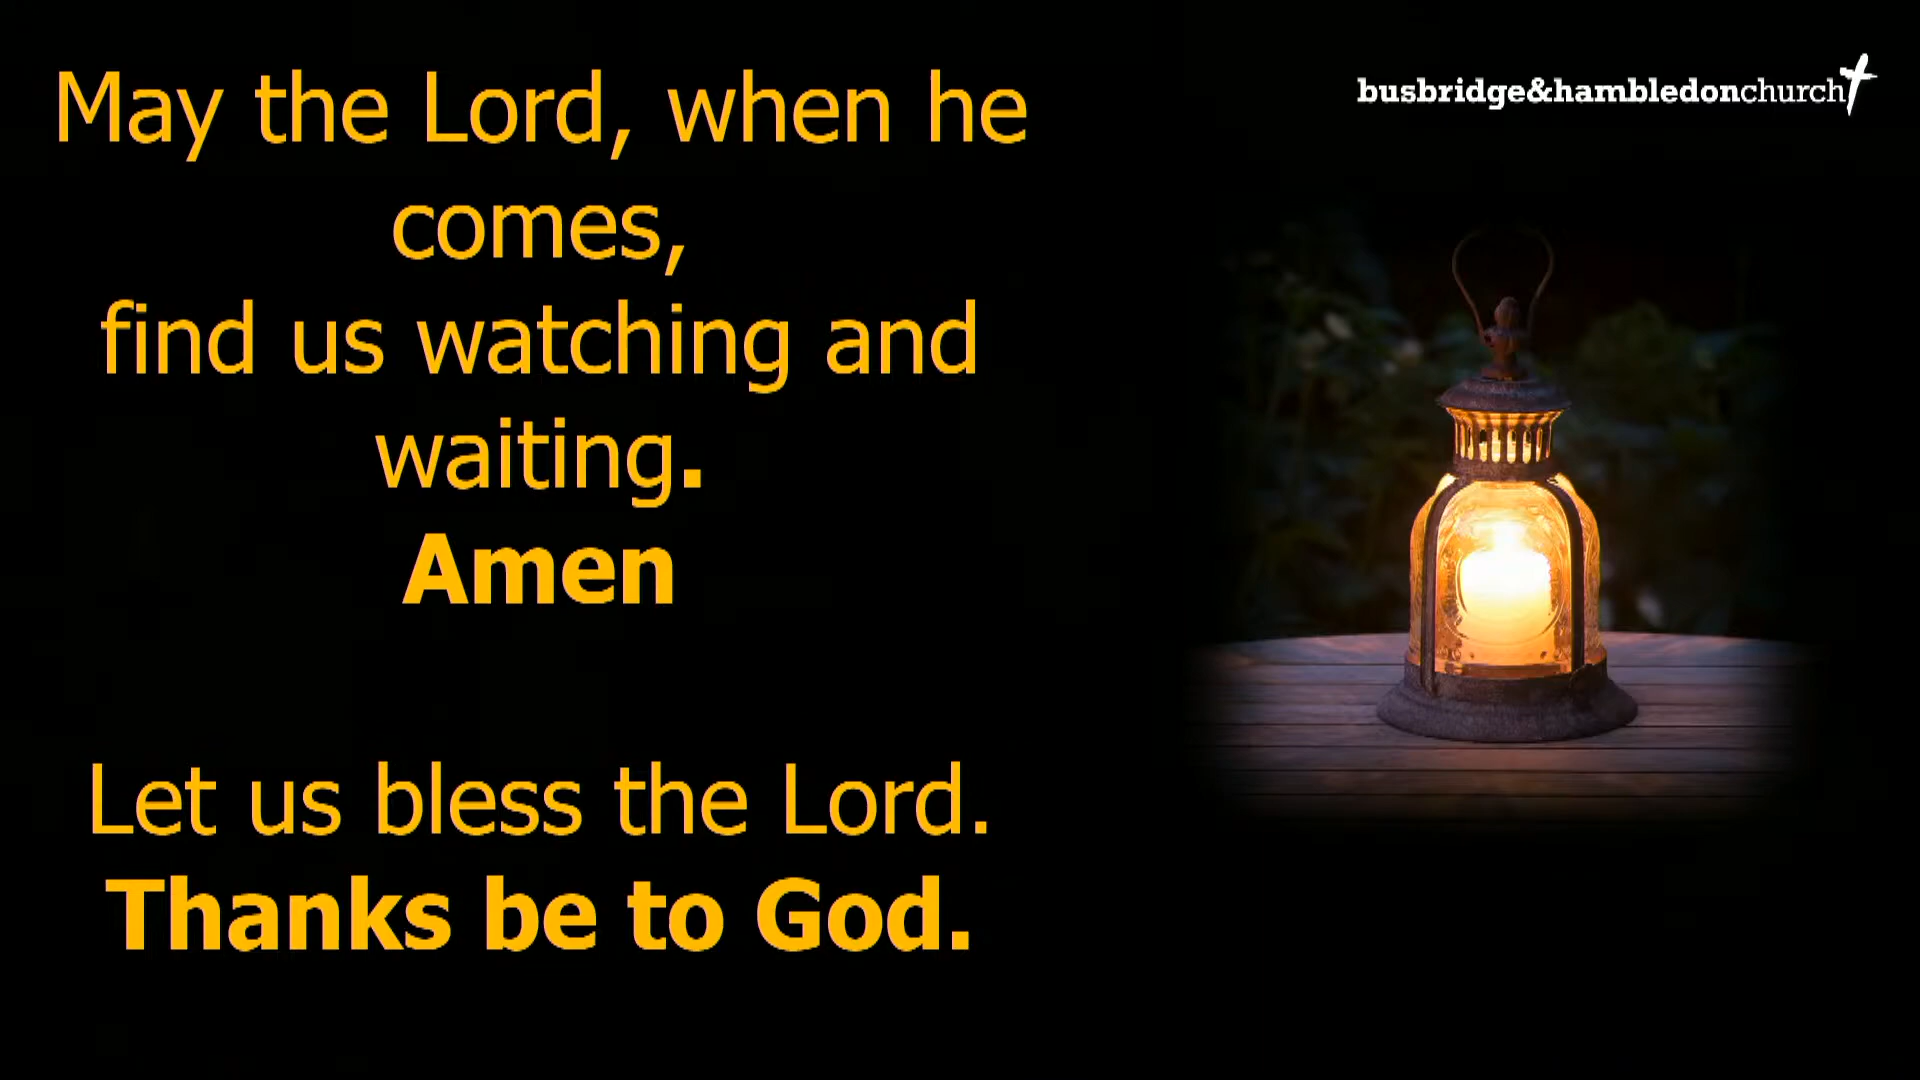 May the Lord, when he
comes,
find us watching and
waiting.
Amen
Let us bless the Lord.
Thanks be to God.
busbridge&hambledonchurch